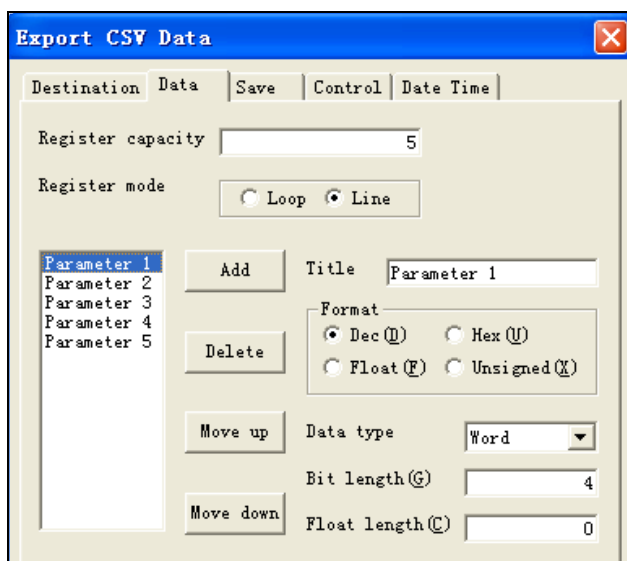 Export CSV Data
Destination Data Save Control Date Time
Register capacity 5
Register mode Loop Line
Parameter 1
Parameter 2
Parameter 3
Parameter 4
Parameter 5
Add
Delete
Move up
Move down
Title Parameter 1
Format
Dec(D) Hex(U)
Float(F) Unsigned(X)
Data type Word
Bit length(G) 4
Float length(C) 0